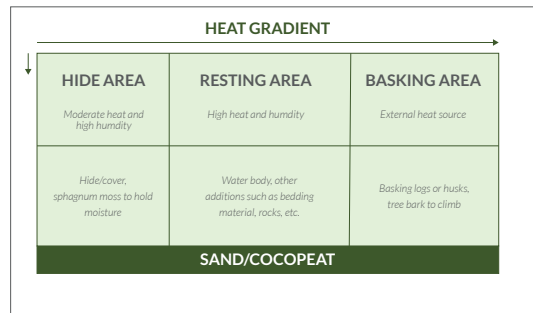 HEAT GRADIENT
HIDE AREA
Moderate heat and
high humdity
Hide/cover,
sphagnum moss to hold
moisture
RESTING AREA
High heat and humdity
Water body, other
additions such as bedding
material, rocks, etc.
BASKING AREA
External heat source
Basking logs or husks,
tree bark to climb
SAND/COCOPEAT